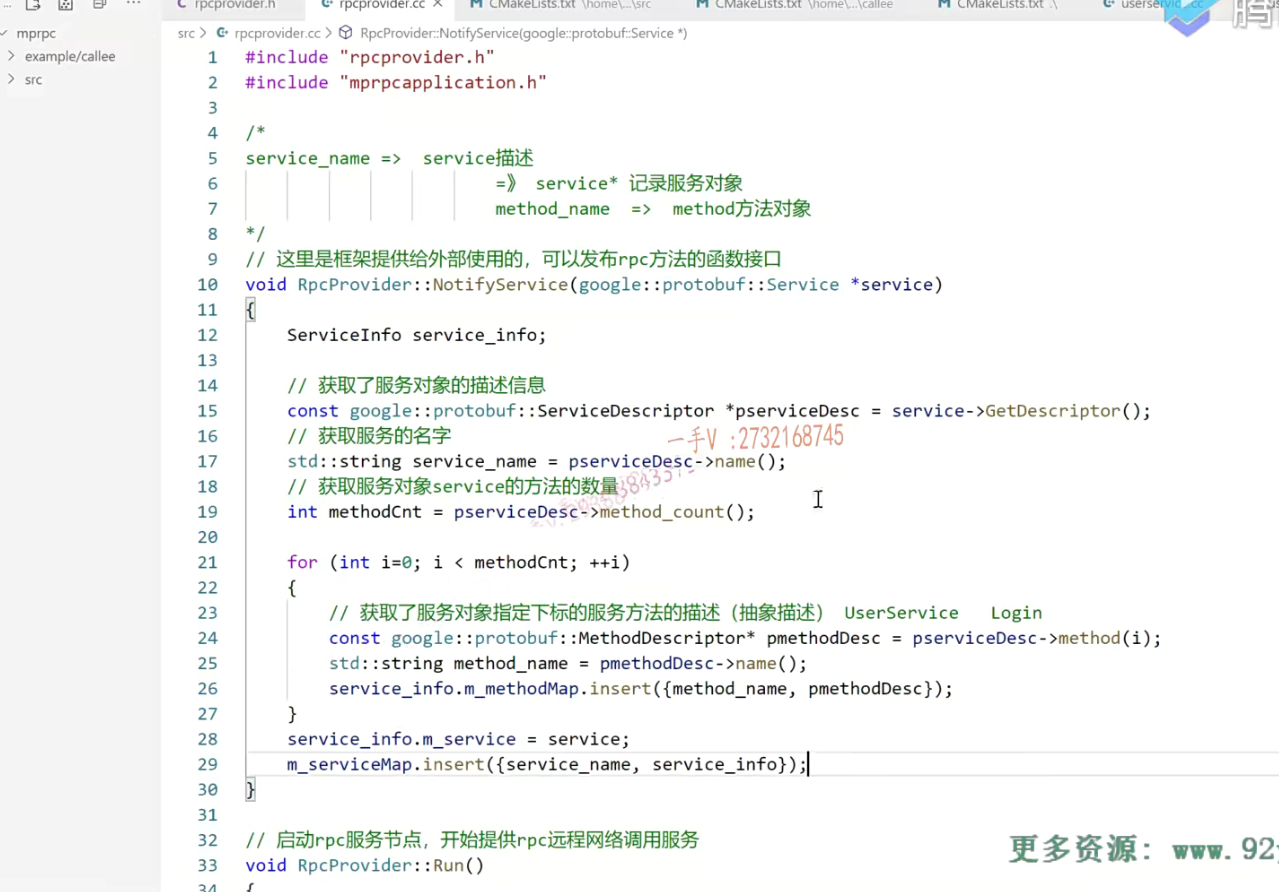 rpcprovider.h
rpcprovider.cc
CMakeLists.txt \home\...\src
CMakeLists.txt \home\...\callee
CMakeLists.txt .\
mprpc
example/callee
src
src > rpcprovider.cc > RpcProvider::NotifyService(google::protobuf::Service *)
1 #include "rpcprovider.h"
2 #include "mprpcapplication.h"
3
4 /*
5 service_name => service描述
6 =》 service* 记录服务对象
7 method_name => method方法对象
8 */
9 // 这里是框架提供给外部使用的，可以发布rpc方法的函数接口
10 void RpcProvider::NotifyService(google::protobuf::Service *service)
11 {
12 ServiceInfo service_info;
13
14 // 获取了服务对象的描述信息
15 const google::protobuf::ServiceDescriptor *pserviceDesc = service->GetDescriptor();
16 // 获取服务的名字
一手V :2732168745
17 std::string service_name = pserviceDesc->name();
18 // 获取服务对象service的方法的数量
19 int methodCnt = pserviceDesc->method_count();
20
21 for (int i=0; i < methodCnt; ++i)
22 {
23 // 获取了服务对象指定下标的服务方法的描述（抽象描述） UserService Login
24 const google::protobuf::MethodDescriptor* pmethodDesc = pserviceDesc->method(i);
25 std::string method_name = pmethodDesc->name();
26 service_info.m_methodMap.insert({method_name, pmethodDesc});
27 }
28 service_info.m_service = service;
29 m_serviceMap.insert({service_name, service_info});
30 }
31
32 // 启动rpc服务节点，开始提供rpc远程网络调用服务
33 void RpcProvider::Run()
34 {
更多资源：www.92